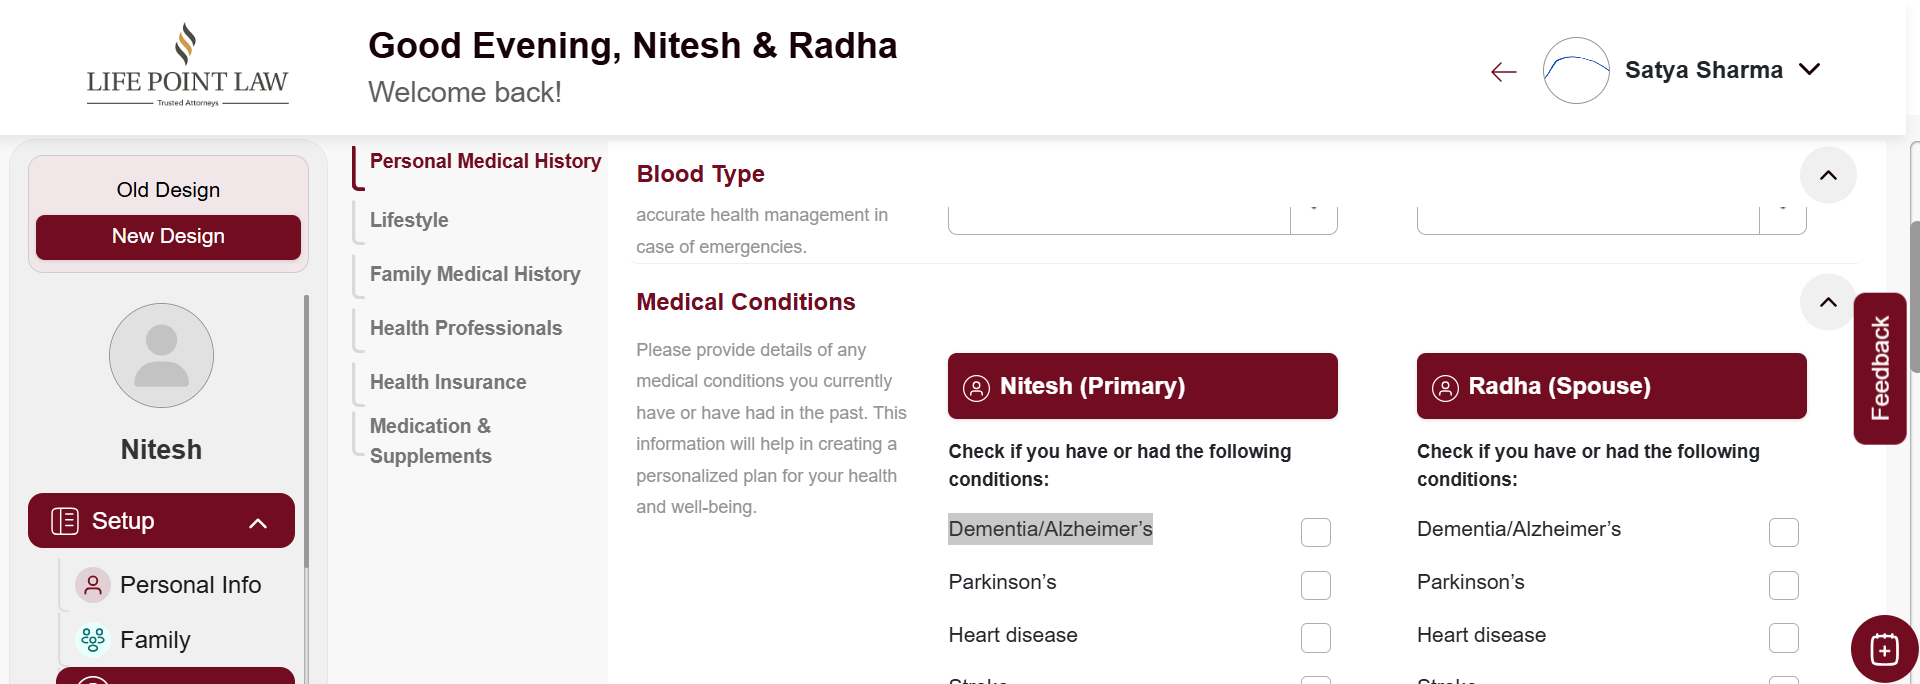 LIFE POINT LAW
Trusted Attorneys
Good Evening, Nitesh & Radha
Welcome back!
Satya Sharma
Old Design
New Design
Nitesh
Setup
Personal Info
Family
Personal Medical History
Lifestyle
Family Medical History
Health Professionals
Health Insurance
Medication &
Supplements
Blood Type
accurate health management in
case of emergencies.
Medical Conditions
Please provide details of any
medical conditions you currently
have or have had in the past. This
information will help in creating a
personalized plan for your health
and well-being.
Nitesh (Primary)
Check if you have or had the following
conditions:
Dementia/Alzheimer’s
Parkinson’s
Heart disease
Radha (Spouse)
Check if you have or had the following
conditions:
Dementia/Alzheimer’s
Parkinson’s
Heart disease
Feedback